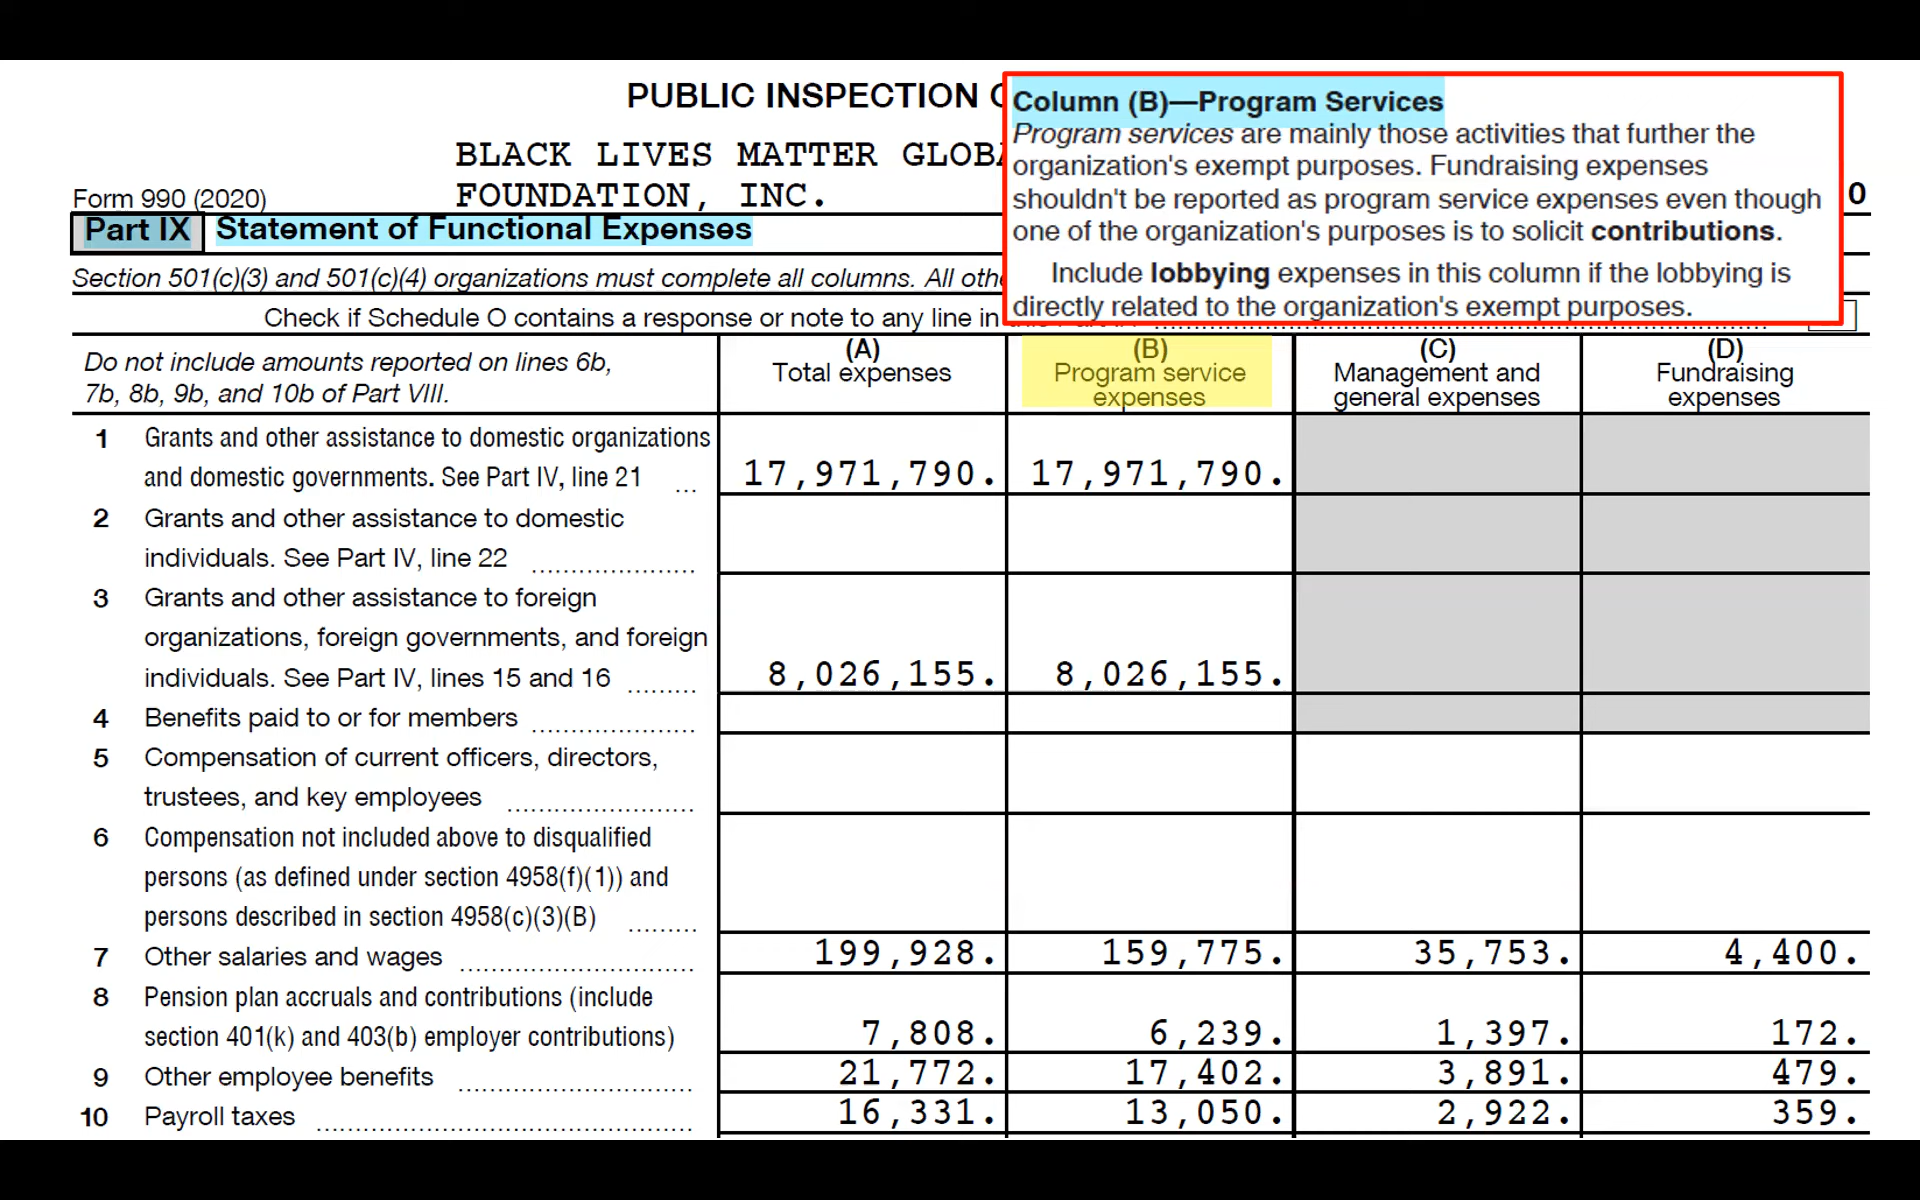 PUBLIC INSPECTION
BLACK LIVES MATTER
Form 990 (2020) FOUNDATION, INC. 0
Part IX Statement of Functional Expenses
Section 501(c)(3) and 501(c)(4) organizations must complete all columns. All
Check if Schedule O contains a response or note to any line in
Column (B)—Program Services
Program services are mainly those activities that further the
organization's exempt purposes. Fundraising expenses
shouldn't be reported as program service expenses even though
one of the organization's purposes is to solicit contributions.
Include lobbying expenses in this column if the lobbying is
directly related to the organization's exempt purposes.
Do not include amounts reported on lines 6b,
7b, 8b, 9b, and 10b of Part VIII.
(A)
Total expenses
(B)
Program service
expenses
(C)
Management and
general expenses
(D)
Fundraising
expenses
1 Grants and other assistance to domestic organizations
and domestic governments. See Part IV, line 21 ... 17,971,790. 17,971,790.
2 Grants and other assistance to domestic
individuals. See Part IV, line 22 ....................
3 Grants and other assistance to foreign
organizations, foreign governments, and foreign
individuals. See Part IV, lines 15 and 16 ......... 8,026,155. 8,026,155.
4 Benefits paid to or for members ....................
5 Compensation of current officers, directors,
trustees, and key employees .......................
6 Compensation not included above to disqualified
persons (as defined under section 4958(f)(1)) and
persons described in section 4958(c)(3)(B) .........
7 Other salaries and wages ............................. 199,928. 159,775. 35,753. 4,400.
8 Pension plan accruals and contributions (include
section 401(k) and 403(b) employer contributions) 7,808. 6,239. 1,397. 172.
9 Other employee benefits ............................. 21,772. 17,402. 3,891. 479.
10 Payroll taxes .............................................. 16,331. 13,050. 2,922. 359.